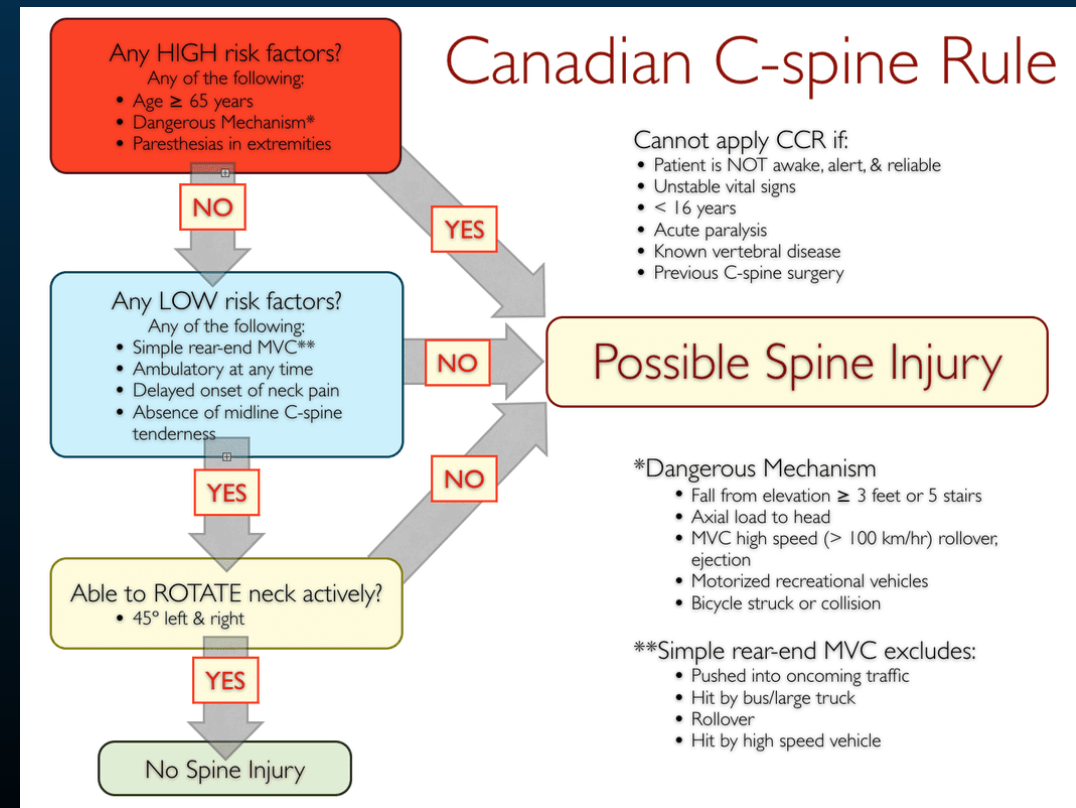 Canadian C-spine Rule
Any HIGH risk factors?
Any of the following:
• Age ≥ 65 years
• Dangerous Mechanism*
• Paresthesias in extremities
NO
YES
Cannot apply CCR if:
• Patient is NOT awake, alert, & reliable
• Unstable vital signs
• < 16 years
• Acute paralysis
• Known vertebral disease
• Previous C-spine surgery
Any LOW risk factors?
Any of the following:
• Simple rear-end MVC**
• Ambulatory at any time
• Delayed onset of neck pain
• Absence of midline C-spine
tenderness
NO
Possible Spine Injury
YES
NO
*Dangerous Mechanism
• Fall from elevation ≥ 3 feet or 5 stairs
• Axial load to head
• MVC high speed (> 100 km/hr) rollover,
ejection
• Motorized recreational vehicles
• Bicycle struck or collision
Able to ROTATE neck actively?
• 45º left & right
YES
**Simple rear-end MVC excludes:
• Pushed into oncoming traffic
• Hit by bus/large truck
• Rollover
• Hit by high speed vehicle
No Spine Injury